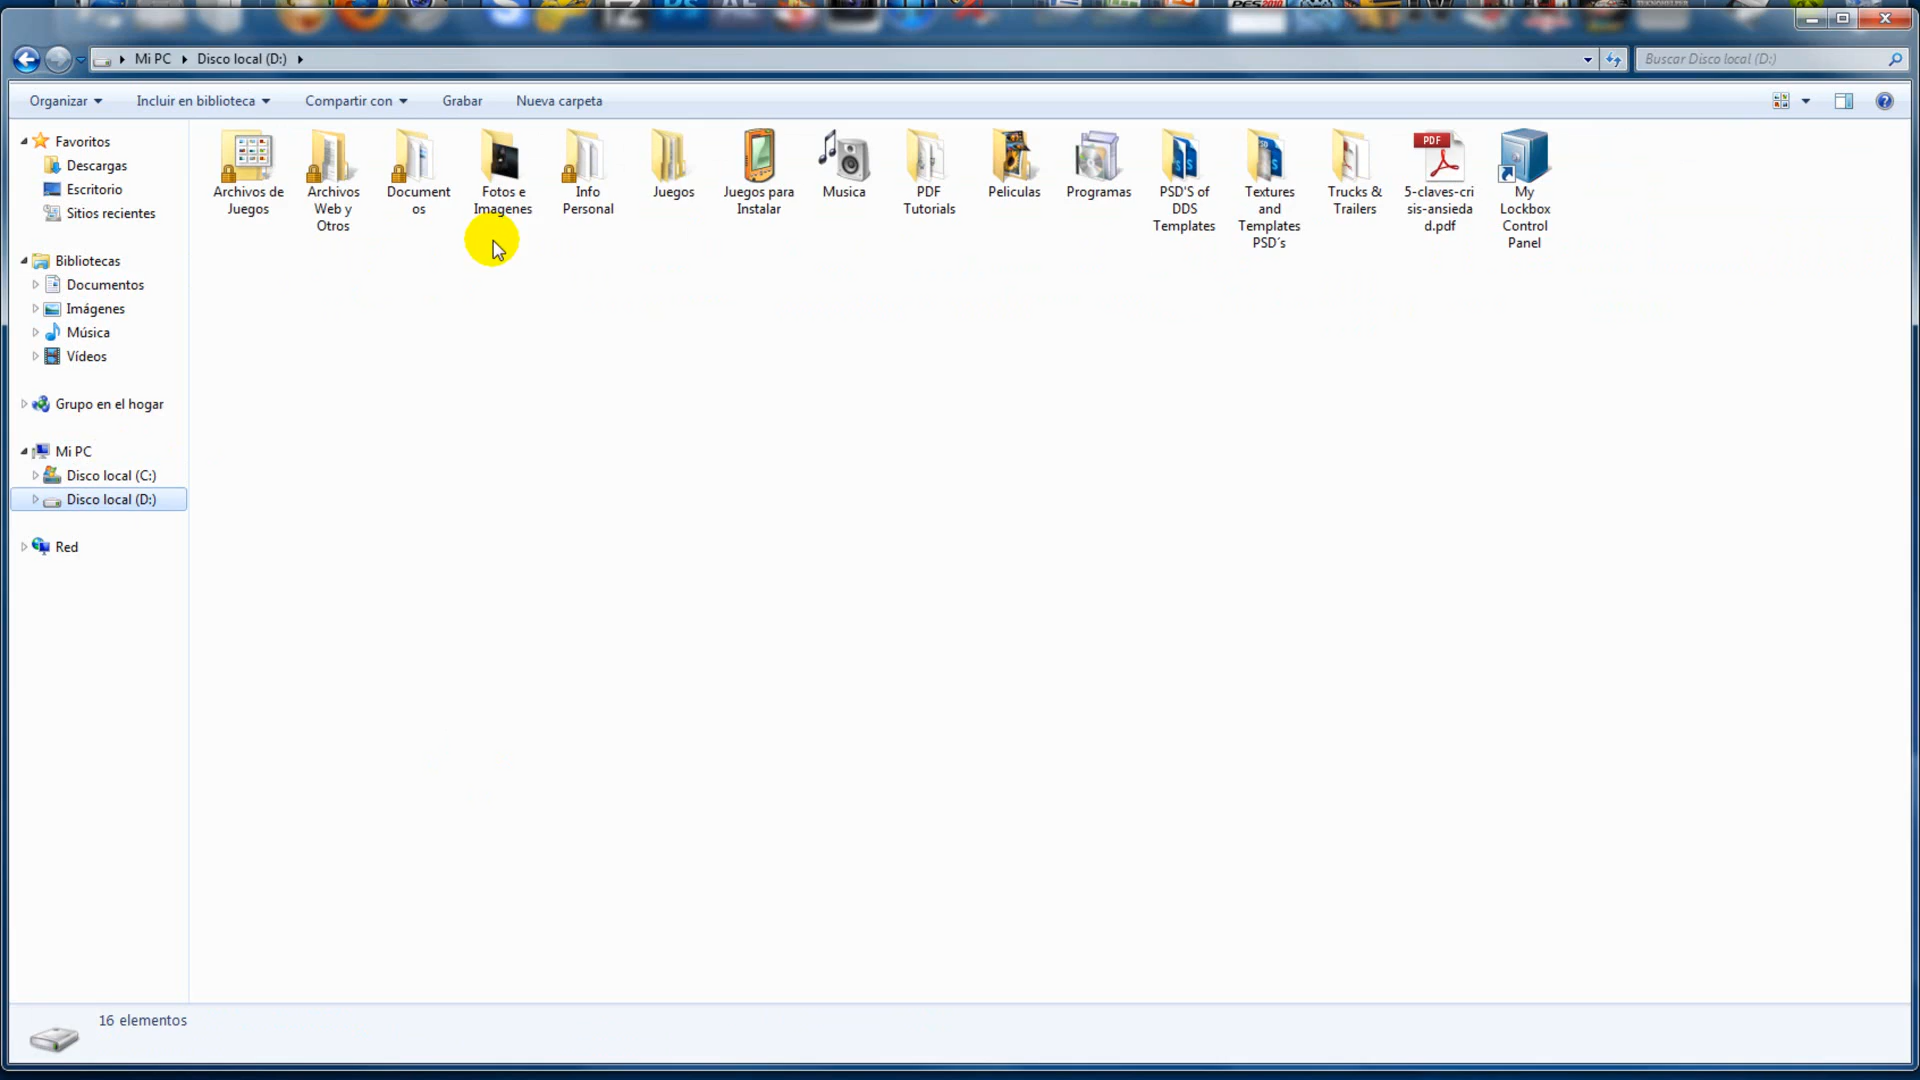 Mi PC Disco local (D:)
Buscar Disco local (D:)
Organizar Incluir en biblioteca Compartir con Grabar Nueva carpeta
Favoritos
Descargas
Escritorio
Sitios recientes
Bibliotecas
Documentos
Imágenes
Música
Vídeos
Grupo en el hogar
Mi PC
Disco local (C:)
Disco local (D:)
Red
Archivos de
Juegos
Archivos
Web y
Otros
Document
os
Fotos e
Imagenes
Info
Personal
Juegos
Juegos para
Instalar
Musica
PDF
Tutorials
Peliculas
Programas
PSD'S of
DDS
Templates
Textures
and
Templates
PSD´s
Trucks &
Trailers
PDF
5-claves-cri
sis-ansieda
d.pdf
My
Lockbox
Control
Panel
16 elementos